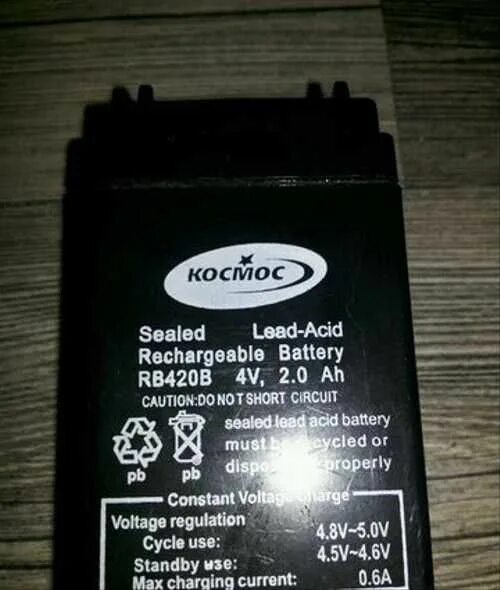 КОСМОС
Sealed Lead-Acid
Rechargeable Battery
RB420B 4V, 2.0 Ah
CAUTION:DO NOT SHORT CIRCUIT
sealed lead acid battery
must or
properly
pb pb
Constant Voltage
Voltage regulation
Cycle use: 4.8V~5.0V
Standby use: 4.5V~4.6V
Max charging current: 0.6A